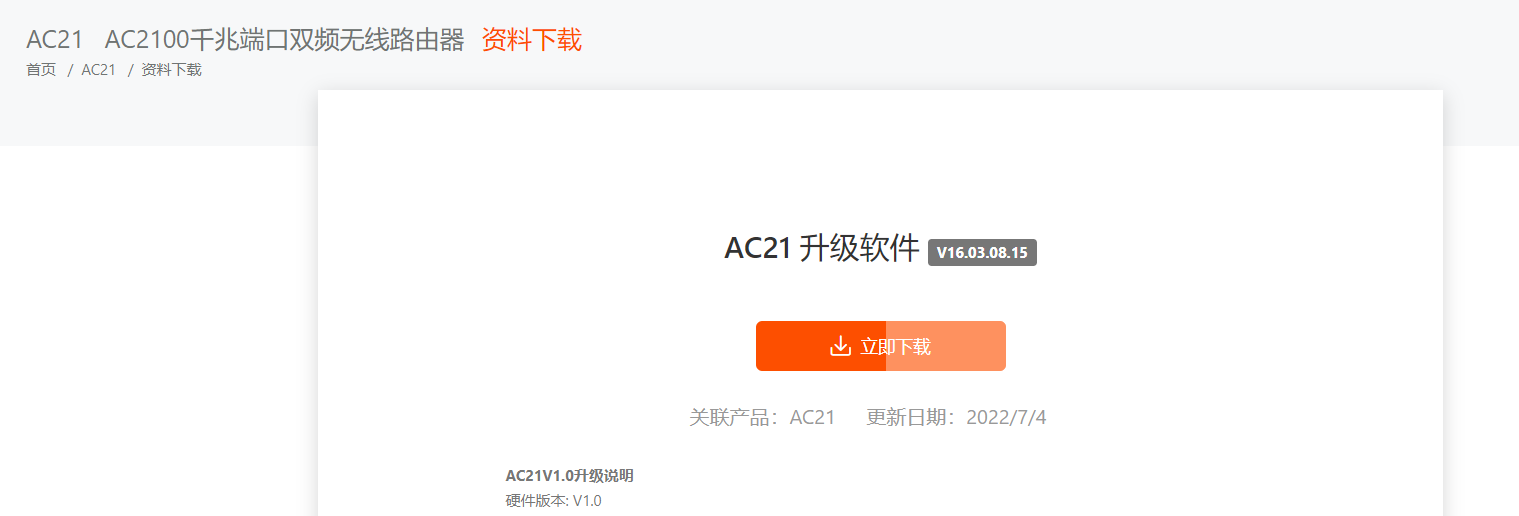 AC21 AC2100千兆端口双频无线路由器 资料下载
首页 / AC21 / 资料下载
AC21 升级软件 V16.03.08.15
立即下载
关联产品：AC21 更新日期：2022/7/4
AC21V1.0升级说明
硬件版本: V1.0